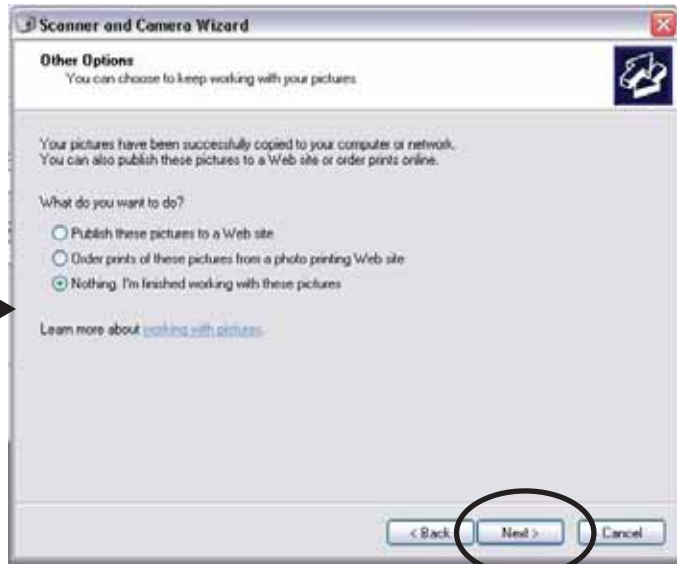 Scanner and Camera Wizard
Other Options
You can choose to keep working with your pictures.
Your pictures have been successfully copied to your computer or network.
You can also publish these pictures to a Web site or order prints online.
What do you want to do?
Publish these pictures to a Web site
Order prints of these pictures from a photo printing Web site
Nothing. I'm finished working with these pictures
Learn more about working with pictures.
< Back
Next >
Cancel